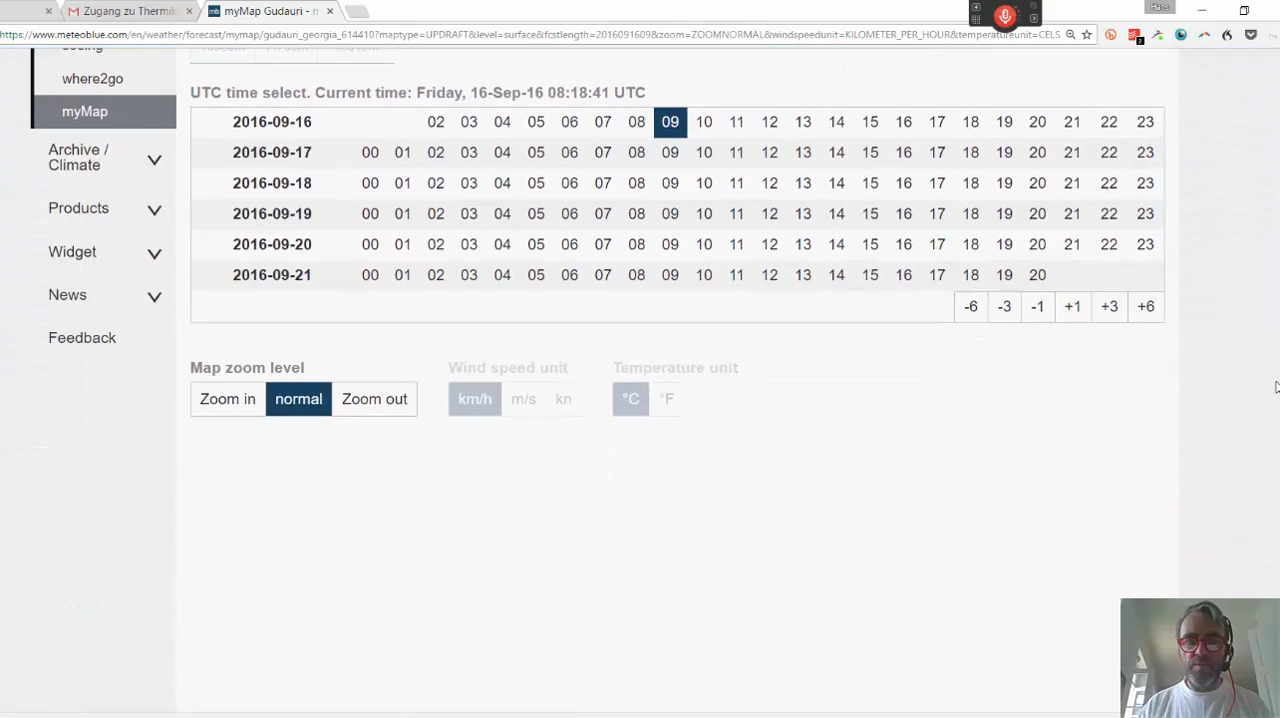 Hans
Zugang zu Thermik × myMap Gudauri - m ×
https://www.meteoblue.com/en/weather/forecast/mymap/gudauri_georgia_614410?maptype=UPDRAFT&level=surface&fcstlength=2016091609&zoom=ZOOMNORMAL&windspeedunit=KILOMETER_PER_HOUR&temperatureunit=CELS
where2go
myMap
Archive /
Climate
Products
Widget
News
Feedback
UTC time select. Current time: Friday, 16-Sep-16 08:18:41 UTC
2016-09-16 02 03 04 05 06 07 08 09 10 11 12 13 14 15 16 17 18 19 20 21 22 23
2016-09-17 00 01 02 03 04 05 06 07 08 09 10 11 12 13 14 15 16 17 18 19 20 21 22 23
2016-09-18 00 01 02 03 04 05 06 07 08 09 10 11 12 13 14 15 16 17 18 19 20 21 22 23
2016-09-19 00 01 02 03 04 05 06 07 08 09 10 11 12 13 14 15 16 17 18 19 20 21 22 23
2016-09-20 00 01 02 03 04 05 06 07 08 09 10 11 12 13 14 15 16 17 18 19 20 21 22 23
2016-09-21 00 01 02 03 04 05 06 07 08 09 10 11 12 13 14 15 16 17 18 19 20
-6 -3 -1 +1 +3 +6
Map zoom level Wind speed unit Temperature unit
Zoom in normal Zoom out km/h m/s kn °C °F